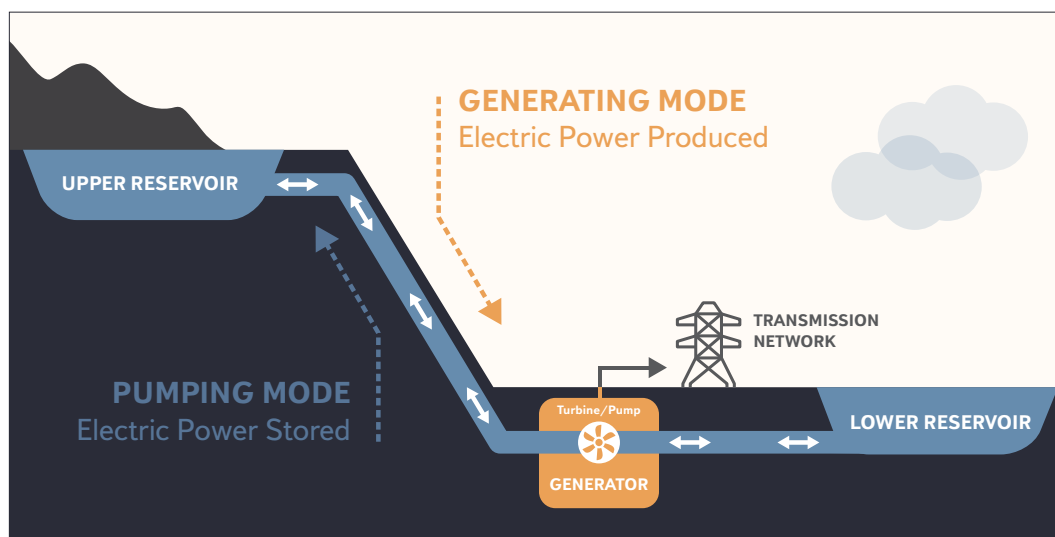 GENERATING MODE
Electric Power Produced
UPPER RESERVOIR
TRANSMISSION
NETWORK
PUMPING MODE
Electric Power Stored
Turbine/Pump
GENERATOR
LOWER RESERVOIR